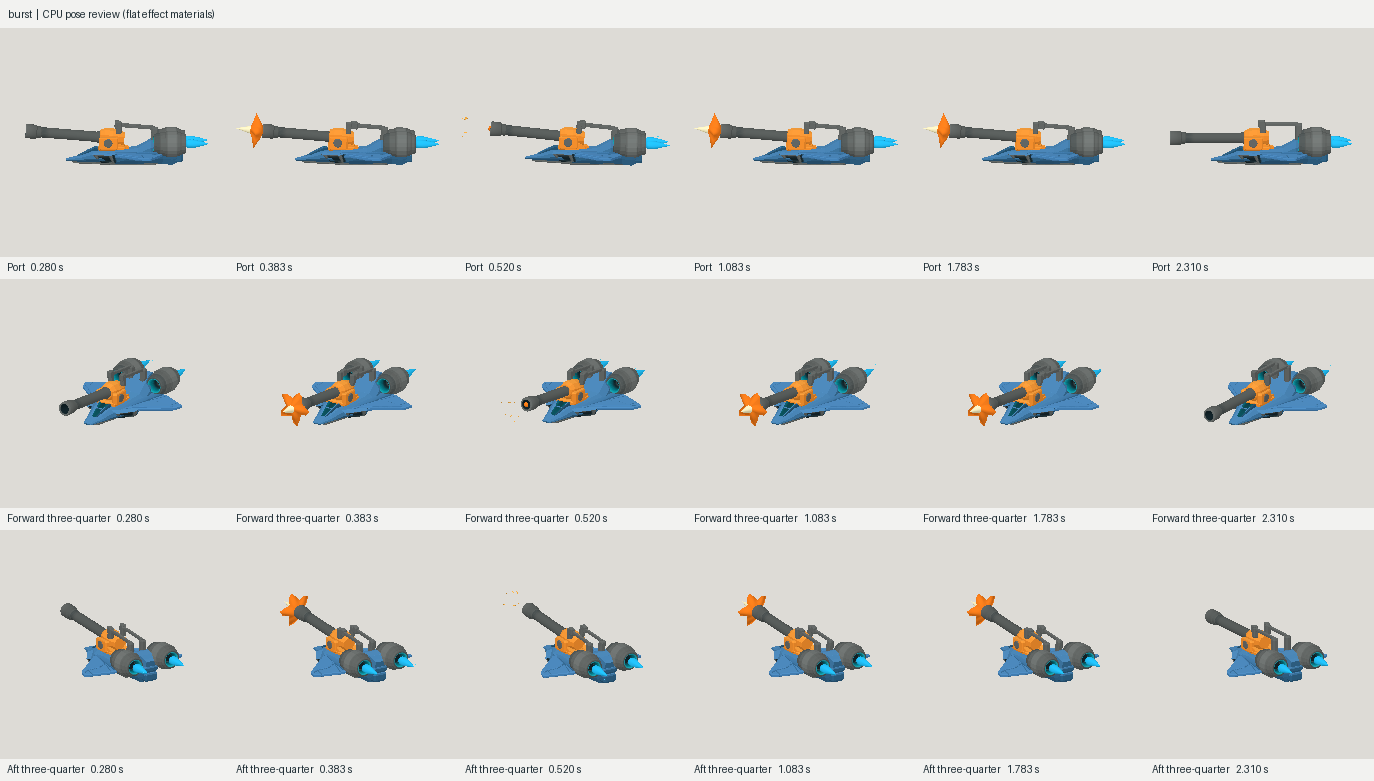 burst | CPU pose review (flat effect materials)
Port 0.280 s
Port 0.383 s
Port 0.520 s
Port 1.083 s
Port 1.783 s
Port 2.310 s
Forward three-quarter 0.280 s
Forward three-quarter 0.383 s
Forward three-quarter 0.520 s
Forward three-quarter 1.083 s
Forward three-quarter 1.783 s
Forward three-quarter 2.310 s
Aft three-quarter 0.280 s
Aft three-quarter 0.383 s
Aft three-quarter 0.520 s
Aft three-quarter 1.083 s
Aft three-quarter 1.783 s
Aft three-quarter 2.310 s